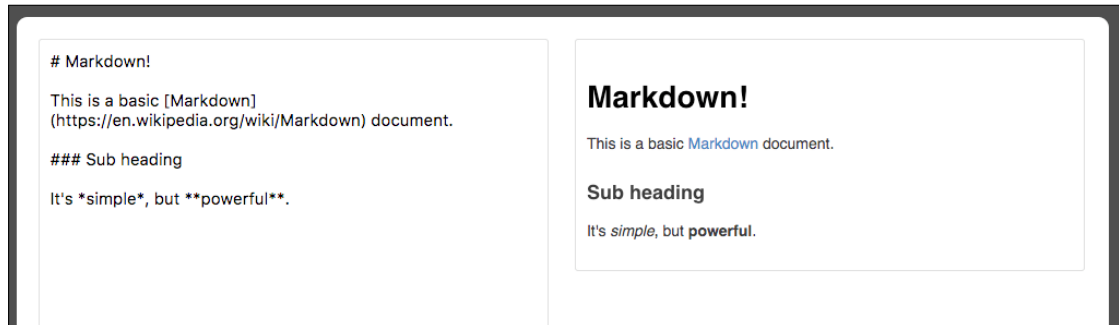 # Markdown!
This is a basic [Markdown]
(https://en.wikipedia.org/wiki/Markdown) document.
### Sub heading
It's *simple*, but **powerful**.
Markdown!
This is a basic Markdown document.
Sub heading
It's simple, but powerful.